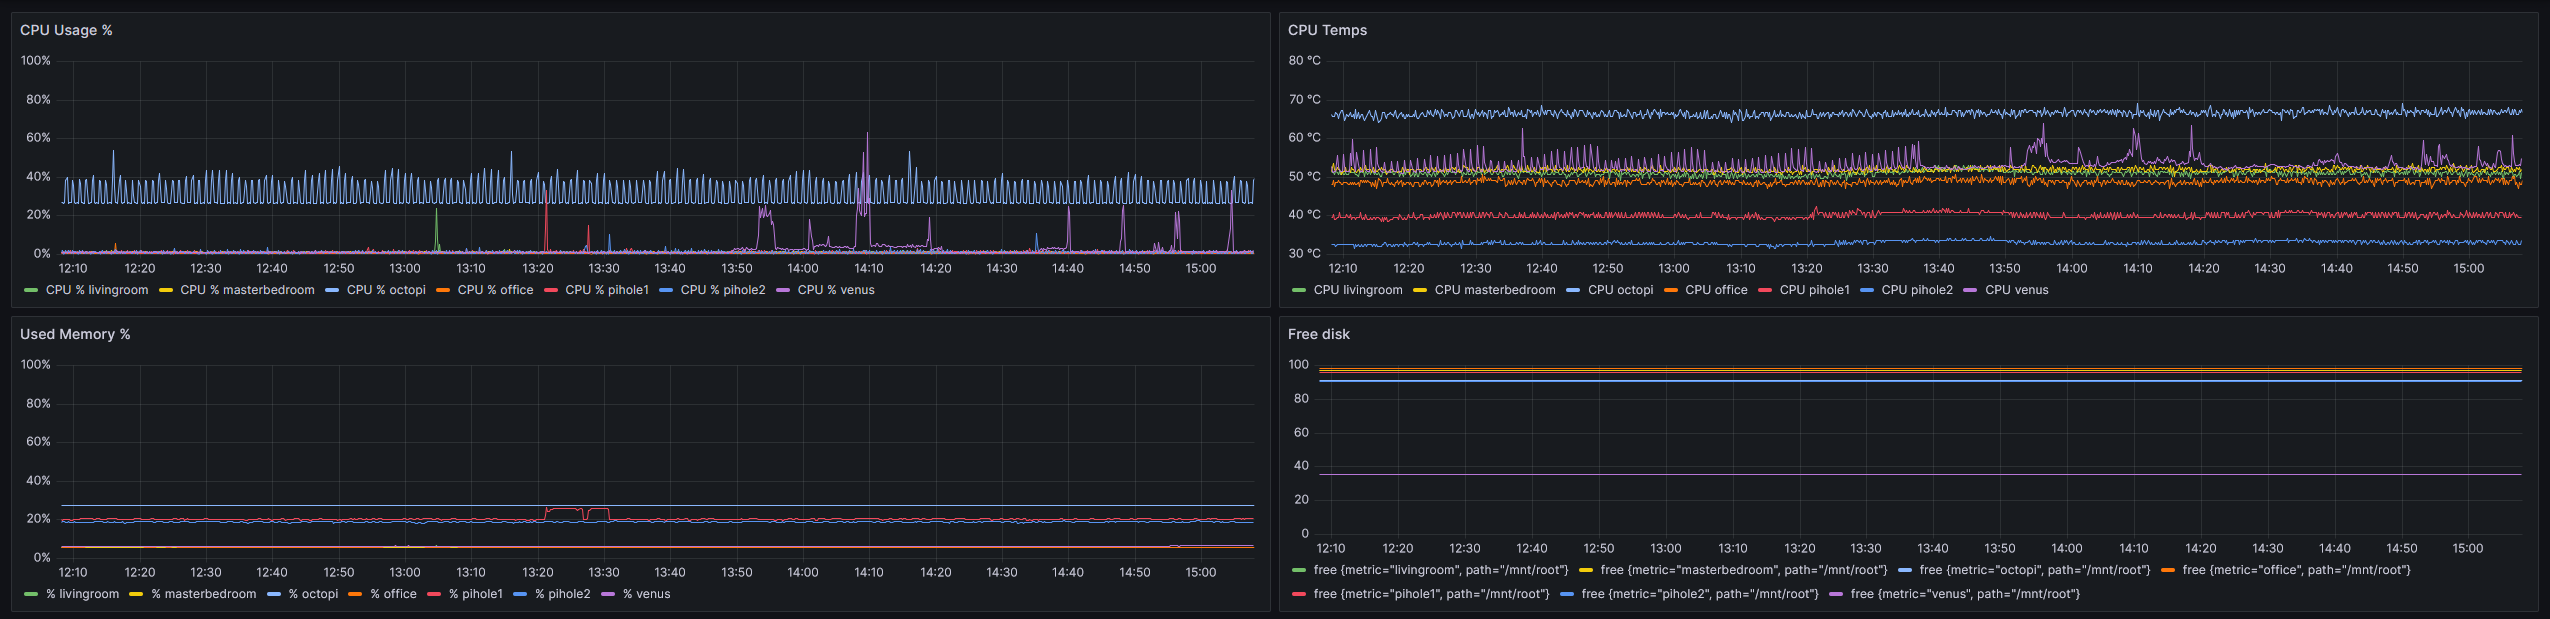 CPU Usage %
100%
80%
60%
40%
20%
0%
12:10 12:20 12:30 12:40 12:50 13:00 13:10 13:20 13:30 13:40 13:50 14:00 14:10 14:20 14:30 14:40 14:50 15:00
CPU % livingroom CPU % masterbedroom CPU % octopi CPU % office CPU % pihole1 CPU % pihole2 CPU % venus
CPU Temps
80 °C
70 °C
60 °C
50 °C
40 °C
30 °C
12:10 12:20 12:30 12:40 12:50 13:00 13:10 13:20 13:30 13:40 13:50 14:00 14:10 14:20 14:30 14:40 14:50 15:00
CPU livingroom CPU masterbedroom CPU octopi CPU office CPU pihole1 CPU pihole2 CPU venus
Used Memory %
100%
80%
60%
40%
20%
0%
12:10 12:20 12:30 12:40 12:50 13:00 13:10 13:20 13:30 13:40 13:50 14:00 14:10 14:20 14:30 14:40 14:50 15:00
% livingroom % masterbedroom % octopi % office % pihole1 % pihole2 % venus
Free disk
100
80
60
40
20
0
12:10 12:20 12:30 12:40 12:50 13:00 13:10 13:20 13:30 13:40 13:50 14:00 14:10 14:20 14:30 14:40 14:50 15:00
free {metric="livingroom", path="/mnt/root"} free {metric="masterbedroom", path="/mnt/root"} free {metric="octopi", path="/mnt/root"} free {metric="office", path="/mnt/root"}
free {metric="pihole1", path="/mnt/root"} free {metric="pihole2", path="/mnt/root"} free {metric="venus", path="/mnt/root"}